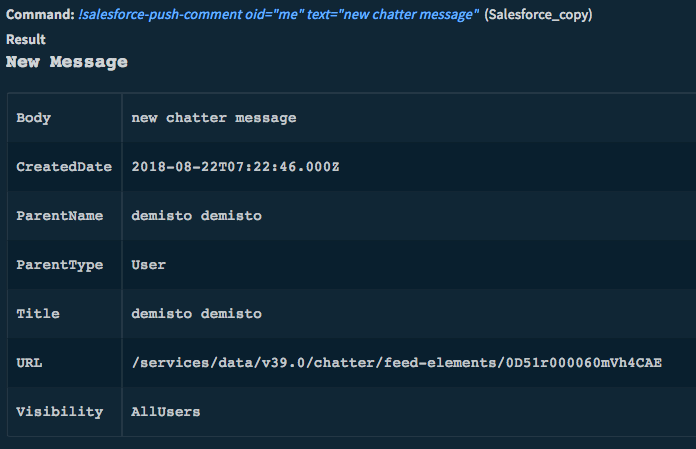 Command: !salesforce-push-comment oid="me" text="new chatter message" (Salesforce_copy)
Result
New Message
Body new chatter message
CreatedDate 2018-08-22T07:22:46.000Z
ParentName demisto demisto
ParentType User
Title demisto demisto
URL /services/data/v39.0/chatter/feed-elements/0D51r000060mVh4CAE
Visibility AllUsers